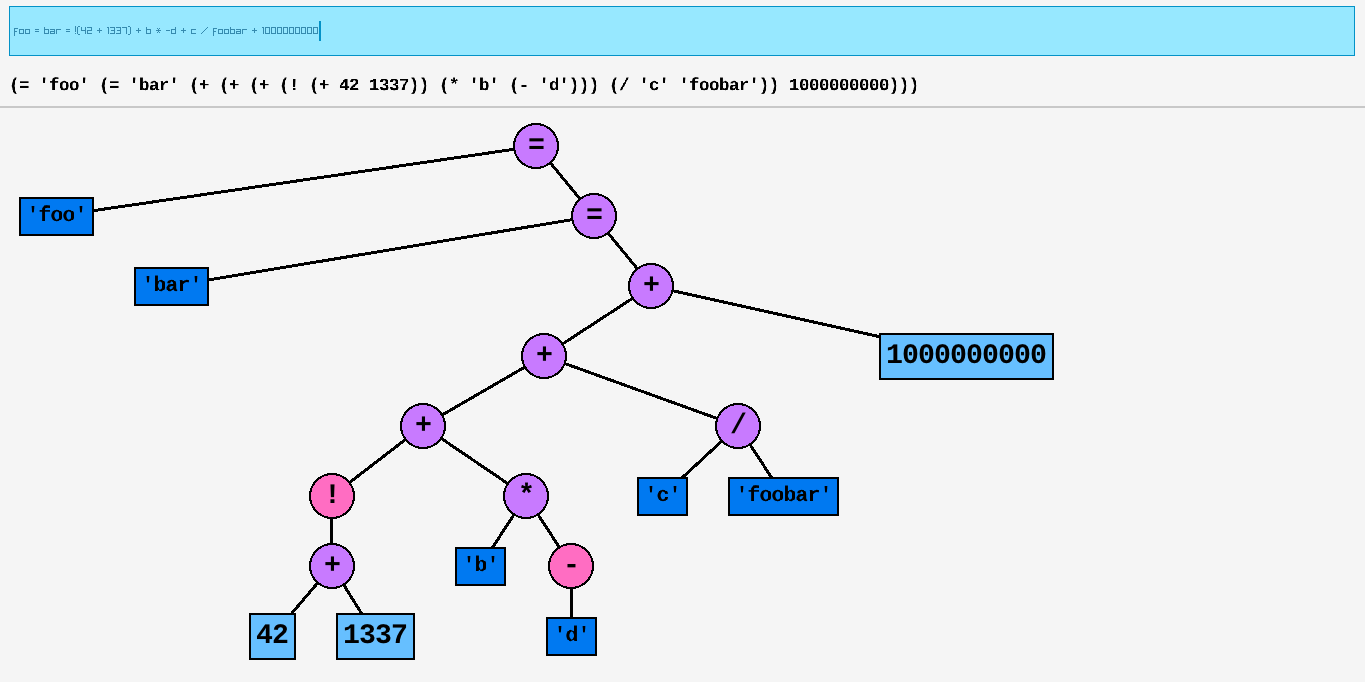 foo = bar = !(42 + 1337) + b * -d + c / foobar + 1000000000
(= 'foo' (= 'bar' (+ (+ (+ (! (+ 42 1337)) (* 'b' (- 'd'))) (/ 'c' 'foobar')) 1000000000)))
=
'foo'
=
'bar'
+
+
1000000000
+
/
!
*
'c'
'foobar'
+
'b'
-
42
1337
'd'